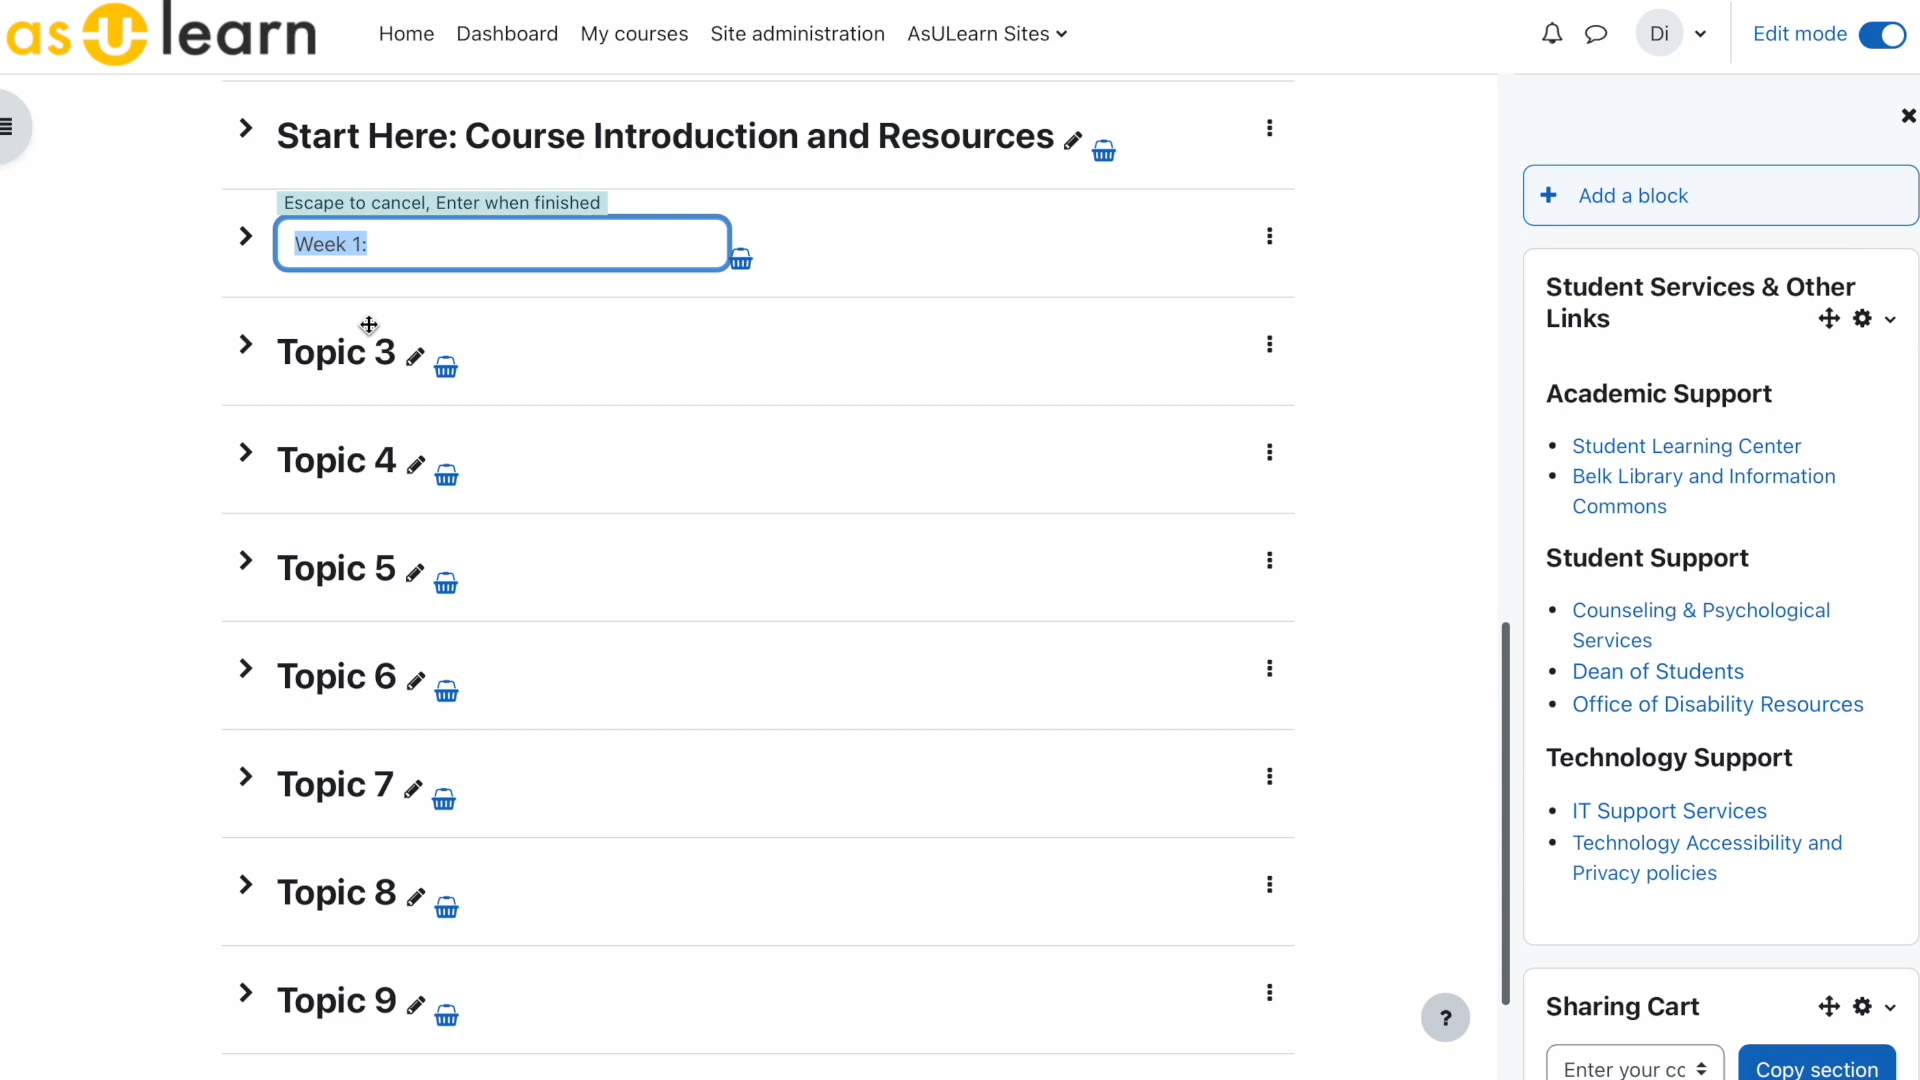 asulearn
Home Dashboard My courses Site administration AsULearn Sites
Di
Edit mode
Start Here: Course Introduction and Resources
Escape to cancel, Enter when finished
Week 1:
Topic 3
Topic 4
Topic 5
Topic 6
Topic 7
Topic 8
Topic 9
?
+ Add a block
Student Services & Other
Links
Academic Support
• Student Learning Center
• Belk Library and Information
Commons
Student Support
• Counseling & Psychological
Services
• Dean of Students
• Office of Disability Resources
Technology Support
• IT Support Services
• Technology Accessibility and
Privacy policies
Sharing Cart
Enter your cc
Copy section